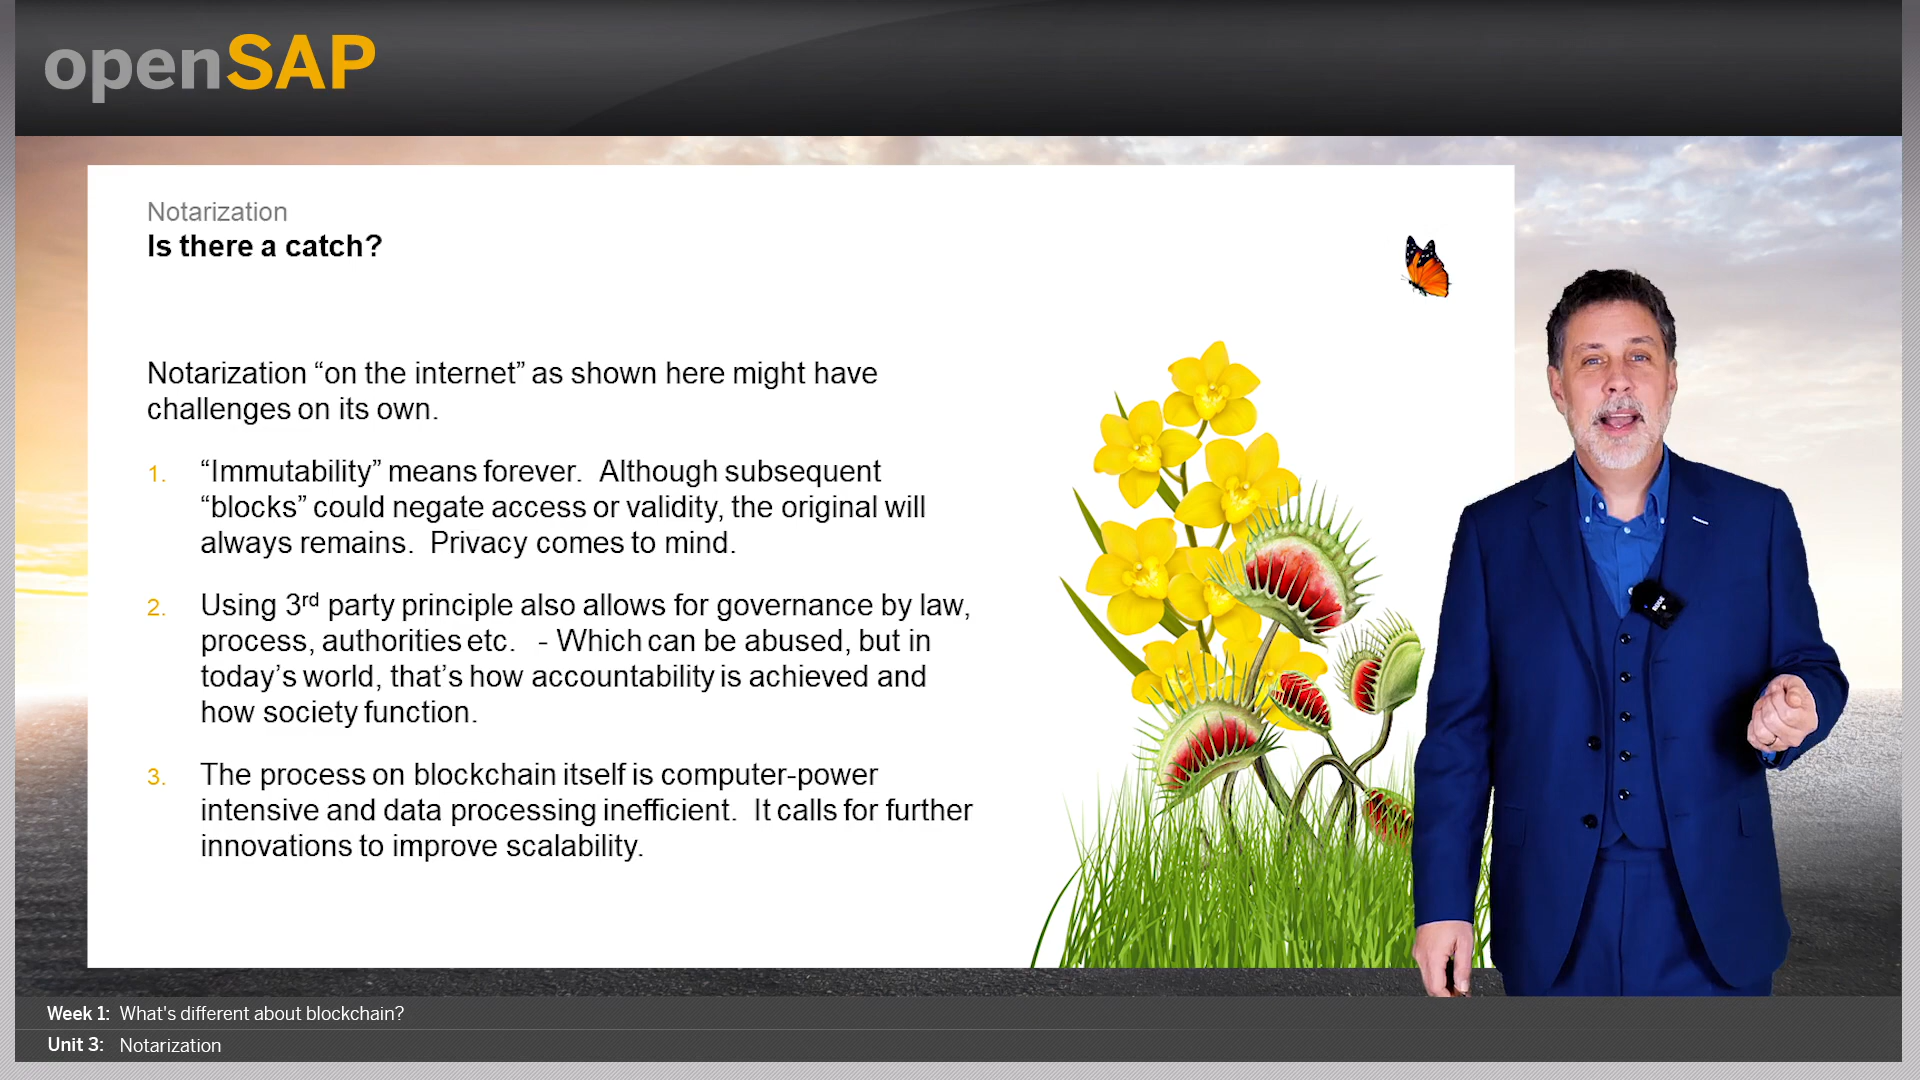 openSAP
Notarization
Is there a catch?
Notarization “on the internet” as shown here might have
challenges on its own.
1. “Immutability” means forever.  Although subsequent
“blocks” could negate access or validity, the original will
always remains.  Privacy comes to mind.
2. Using 3rd party principle also allows for governance by law,
process, authorities etc.   - Which can be abused, but in
today’s world, that’s how accountability is achieved and
how society function.
3. The process on blockchain itself is computer-power
intensive and data processing inefficient.  It calls for further
innovations to improve scalability.
Week 1: What's different about blockchain?
Unit 3: Notarization